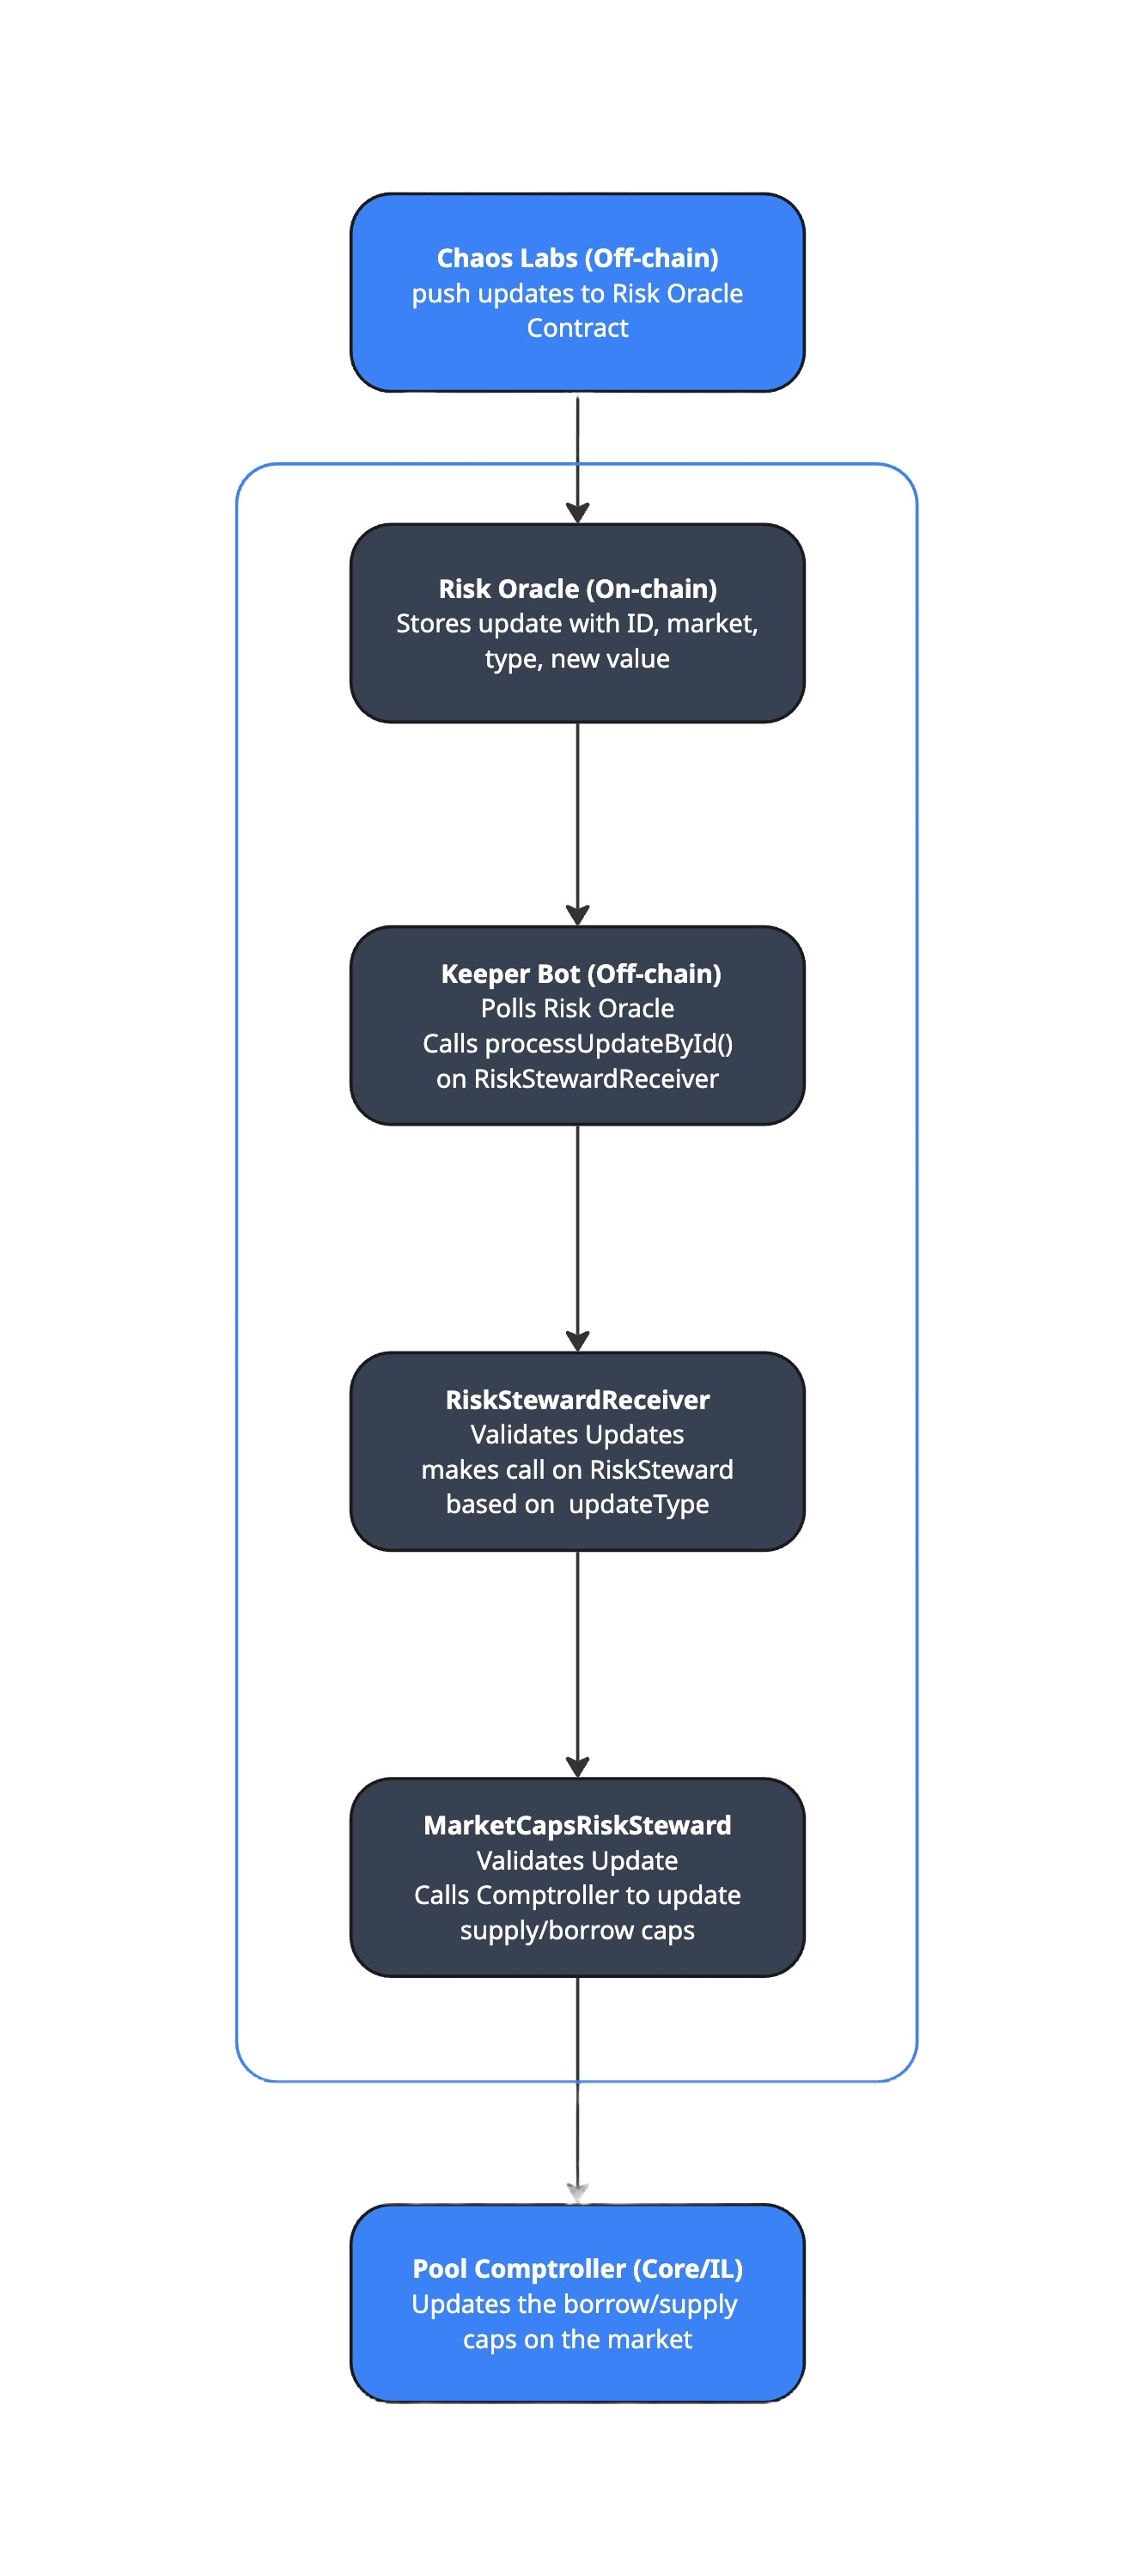 Chaos Labs (Off-chain)
push updates to Risk Oracle
Contract
Risk Oracle (On-chain)
Stores update with ID, market,
type, new value
Keeper Bot (Off-chain)
Polls Risk Oracle
Calls processUpdateById()
on RiskStewardReceiver
RiskStewardReceiver
Validates Updates
makes call on RiskSteward
based on  updateType
MarketCapsRiskSteward
Validates Update
Calls Comptroller to update
supply/borrow caps
Pool Comptroller (Core/IL)
Updates the borrow/supply
caps on the market